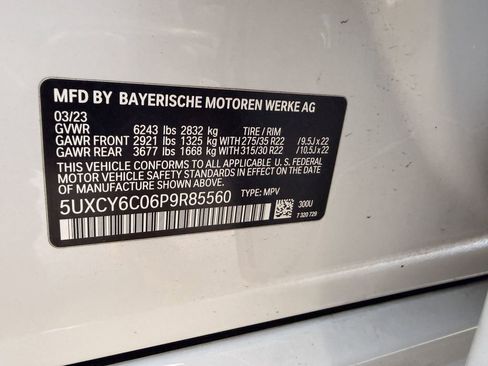 MFD BY BAYERISCHE MOTOREN WERKE AG
03/23
GVWR 6243 lbs 2832 kg TIRE / RIM
GAWR FRONT 2921 lbs 1325 kg WITH 275/35 R22 / 9.5J x 22
GAWR REAR 3677 lbs 1668 kg WITH 315/30 R22 / 10.5J x 22
THIS VEHICLE CONFORMS TO ALL APPLICABLE U. S. FEDERAL
MOTOR VEHICLE SAFETY STANDARDS IN EFFECT ON THE
DATE OF MANUFACTURE SHOWN ABOVE.
5UXCY6C06P9R85560 TYPE: MPV
300U
7 320 729